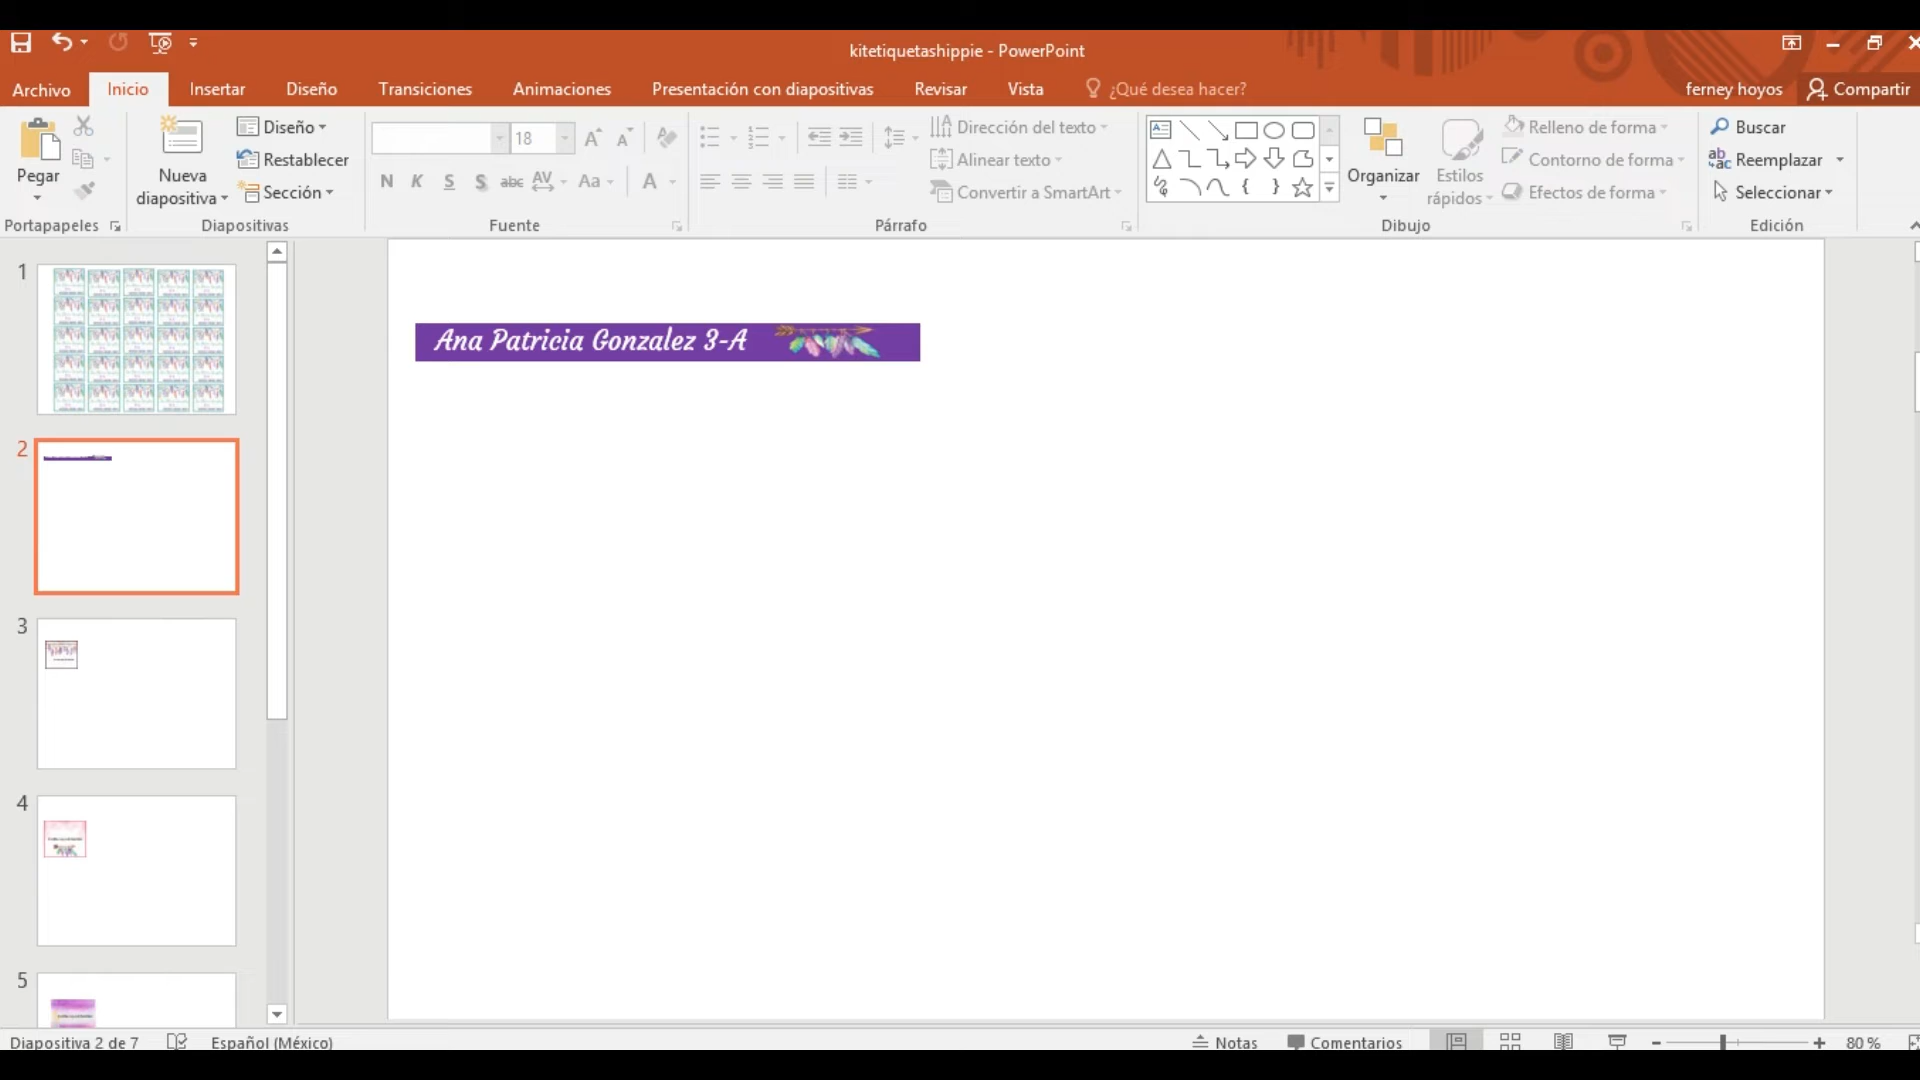 kitetiquetashippie - PowerPoint
Archivo Inicio Insertar Diseño Transiciones Animaciones Presentación con diapositivas Revisar Vista ¿Qué desea hacer? ferney hoyos Compartir
Pegar
Portapapeles
Nueva diapositiva
Diseño
Restablecer
Sección
Diapositivas
18
N K S S abc AV Aa A
Fuente
Dirección del texto
Alinear texto
Convertir a SmartArt
Párrafo
Organizar
Estilos rápidos
Relleno de forma
Contorno de forma
Efectos de forma
Dibujo
Buscar
Reemplazar
Seleccionar
Edición
1
2
3
4
5
Ana Patricia Gonzalez 3-A
Diapositiva 2 de 7 Español (México) Notas Comentarios 80 %